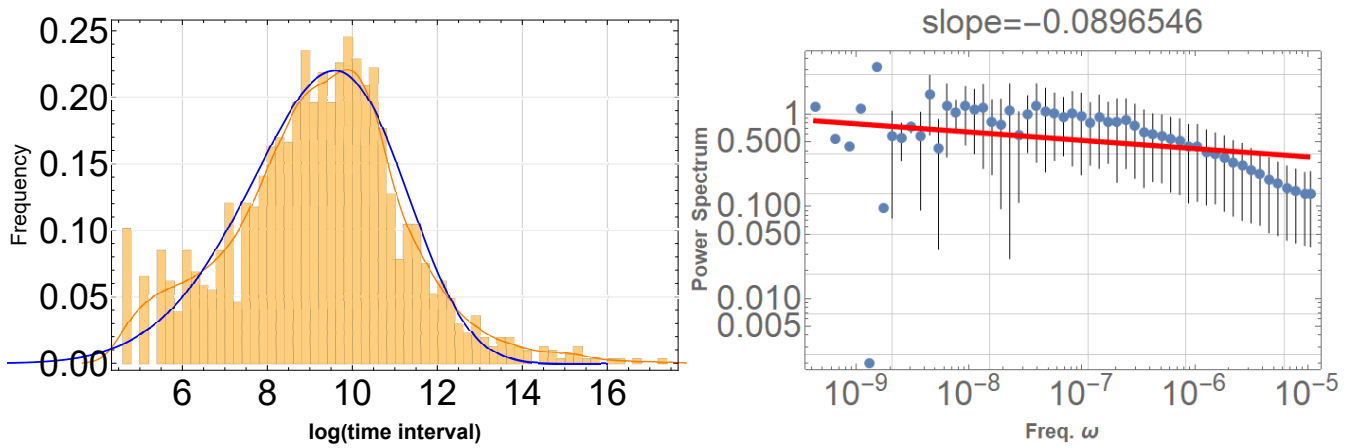 0.25
0.20
0.15
0.10
0.05
0.00
Frequency
6 8 10 12 14 16
log(time interval)
slope=−0.0896546
1
0.500
0.100
0.050
0.010
0.005
Power Spectrum
10⁻⁹ 10⁻⁸ 10⁻⁷ 10⁻⁶ 10⁻⁵
Freq. ω